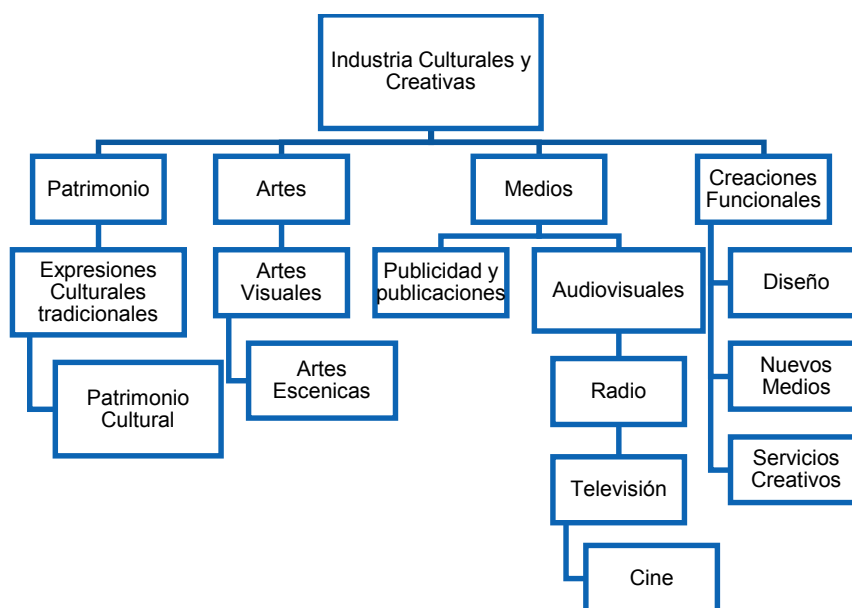 Industria Culturales y
Creativas
Patrimonio
Artes
Medios
Creaciones
Funcionales
Expresiones
Culturales
tradicionales
Artes
Visuales
Publicidad y
publicaciones
Audiovisuales
Diseño
Patrimonio
Cultural
Artes
Escenicas
Radio
Nuevos
Medios
Televisión
Servicios
Creativos
Cine